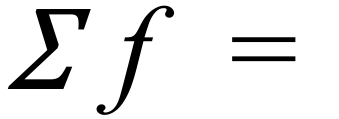 Σf =